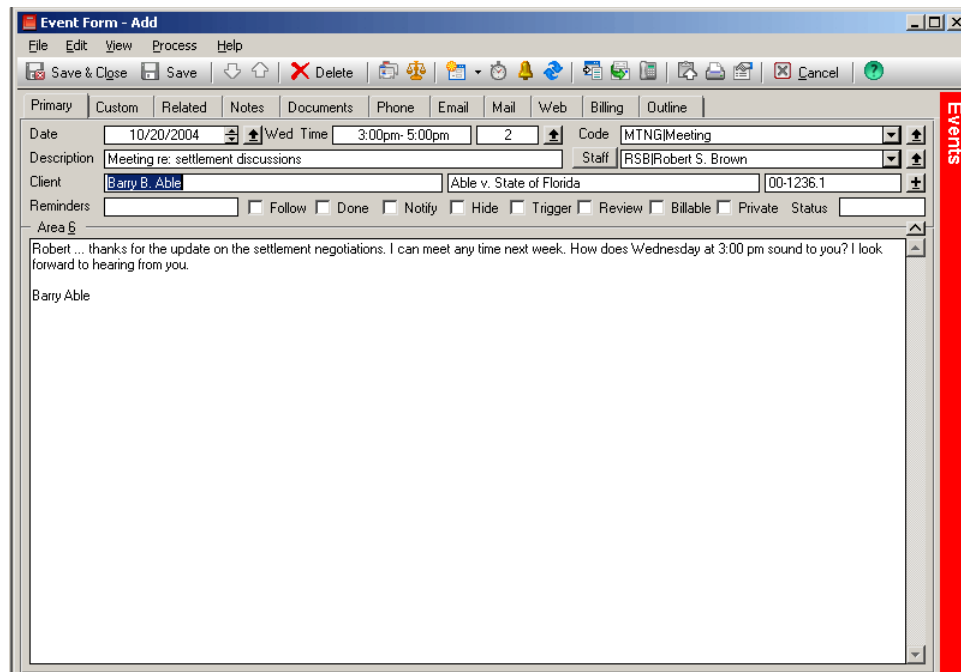 Event Form - Add
File Edit View Process Help
Save & Close Save Delete Cancel
Primary Custom Related Notes Documents Phone Email Mail Web Billing Outline
Date 10/20/2004 Wed Time 3:00pm- 5:00pm 2 Code MTNG|Meeting
Description Meeting re: settlement discussions Staff RSB|Robert S. Brown
Client Barry B. Able Able v. State of Florida 00-1236.1
Reminders Follow Done Notify Hide Trigger Review Billable Private Status
Area 6
Robert ... thanks for the update on the settlement negotiations. I can meet any time next week. How does Wednesday at 3:00 pm sound to you? I look
forward to hearing from you.
Barry Able
Events